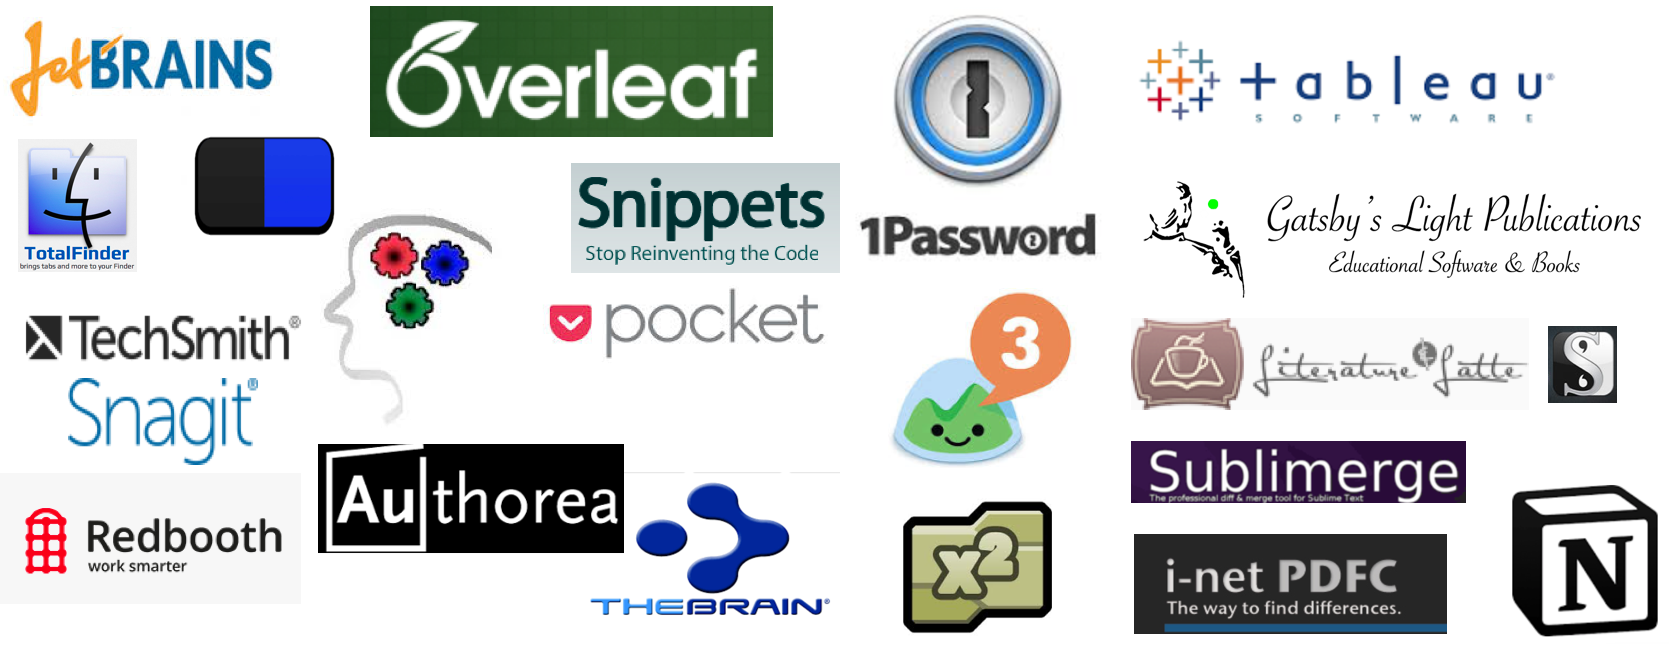 JetBRAINS
Overleaf
1Password
+ableau®
SOFTWARE
TotalFinder
brings tabs and more to your Finder
Snippets
Stop Reinventing the Code
Gatsby's Light Publications
Educational Software & Books
TechSmith®
Snagit®
pocket
3
Literature & Latte
S
Redbooth
work smarter
Authorea
THEBRAIN®
x2
Sublimerge
The professional diff & merge tool for Sublime Text
i-net PDFC
The way to find differences.
N